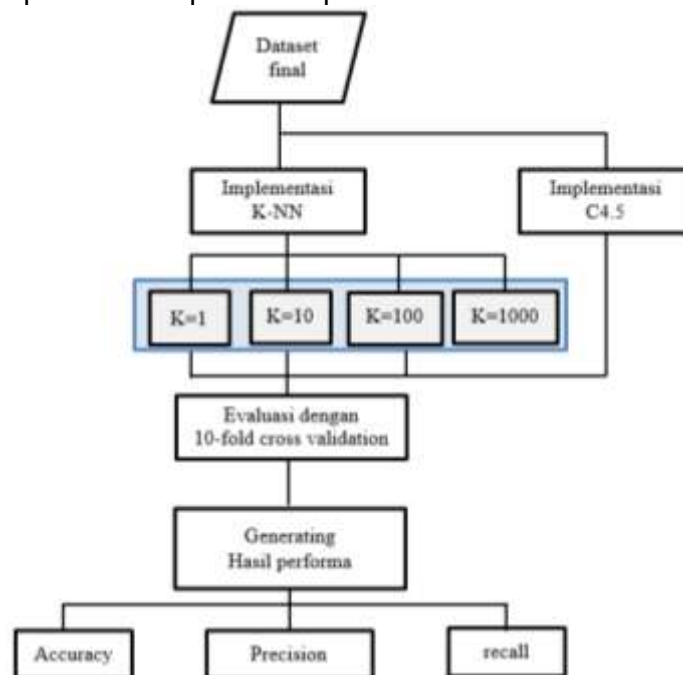 Dataset
final
Implementasi
K-NN
Implementasi
C4.5
K=1
K=10
K=100
K=1000
Evaluasi dengan
10-fold cross validation
Generating
Hasil performa
Accuracy
Precision
recall